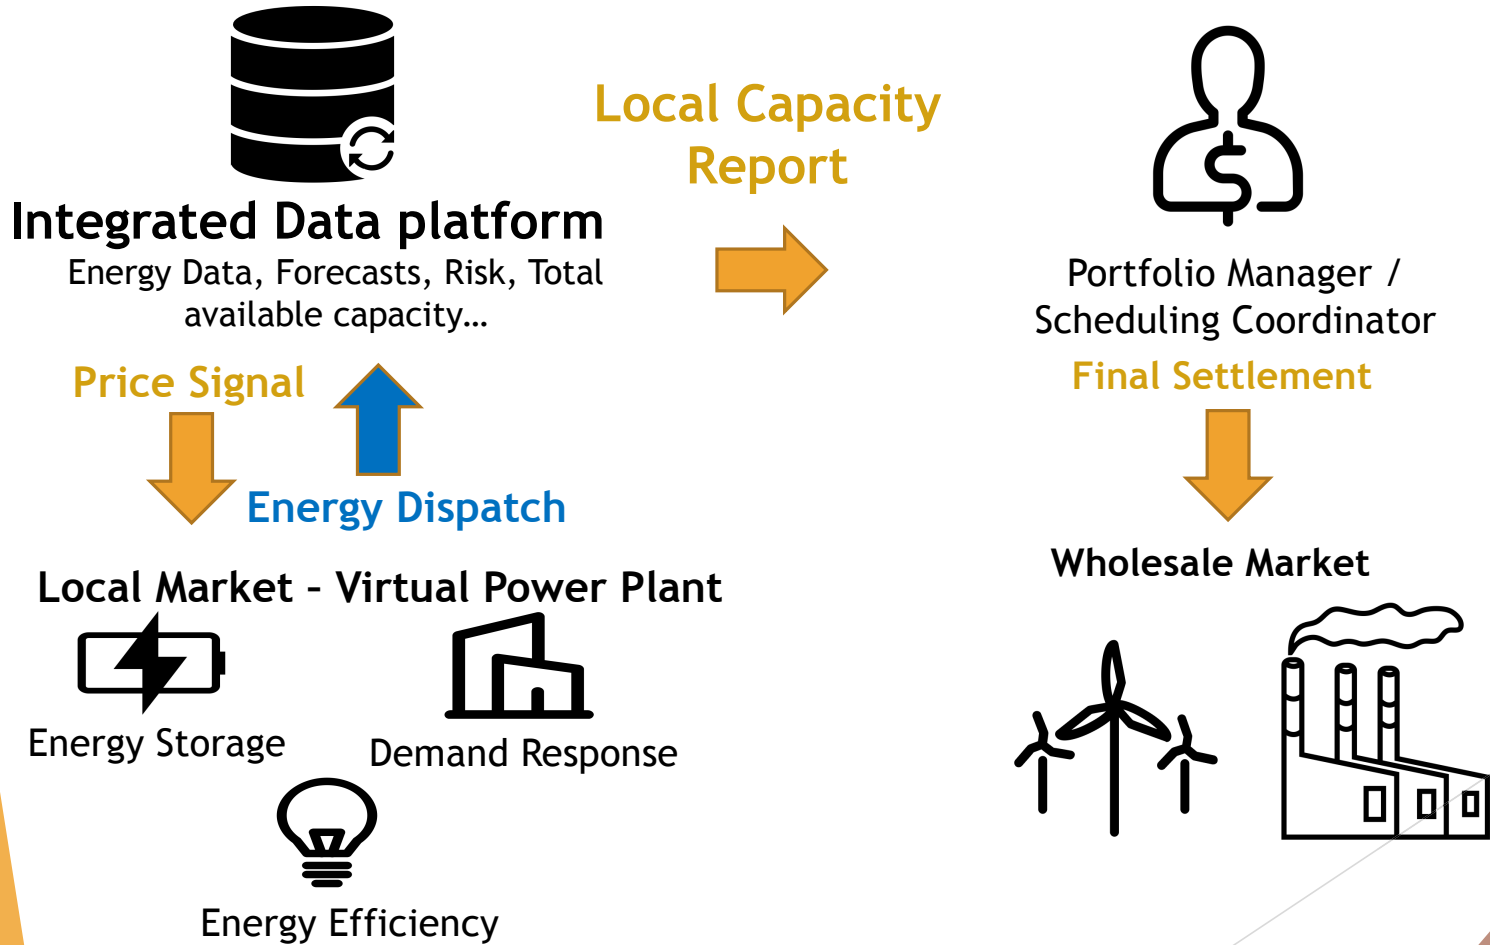 Local Capacity
Report
Integrated Data platform
Energy Data, Forecasts, Risk, Total
available capacity…
Portfolio Manager /
Scheduling Coordinator
Price Signal
Final Settlement
Energy Dispatch
Local Market – Virtual Power Plant
Wholesale Market
Energy Storage
Demand Response
Energy Efficiency